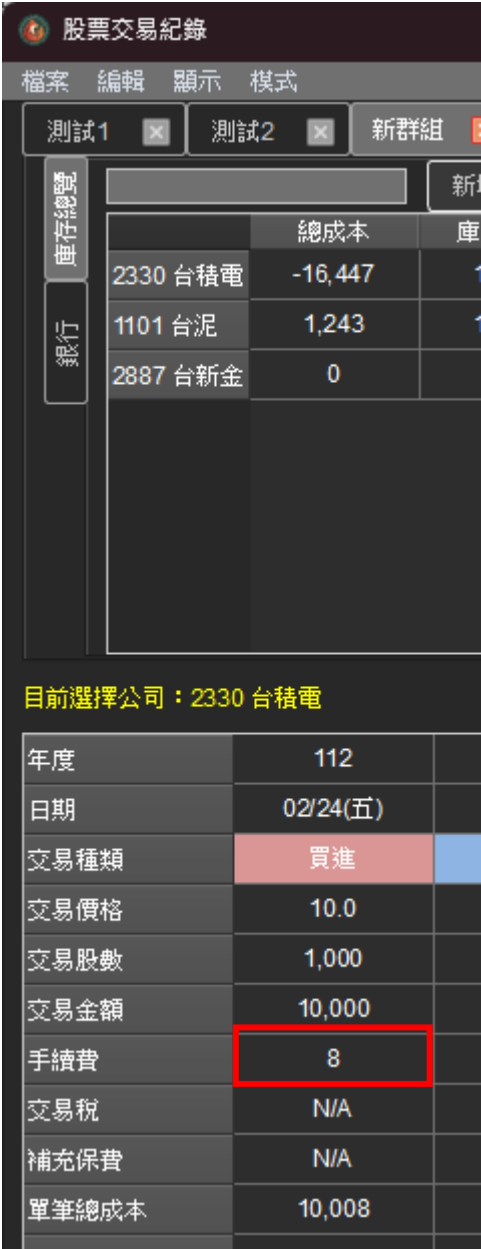 股票交易紀錄
檔案 編輯 顯示 模式
測試1 測試2 新群組
庫存總覽
銀行
新
總成本 庫
2330 台積電 -16,447 1
1101 台泥 1,243 1
2887 台新金 0
目前選擇公司：2330 台積電
年度 112
日期 02/24(五)
交易種類 買進
交易價格 10.0
交易股數 1,000
交易金額 10,000
手續費 8
交易稅 N/A
補充保費 N/A
單筆總成本 10,008